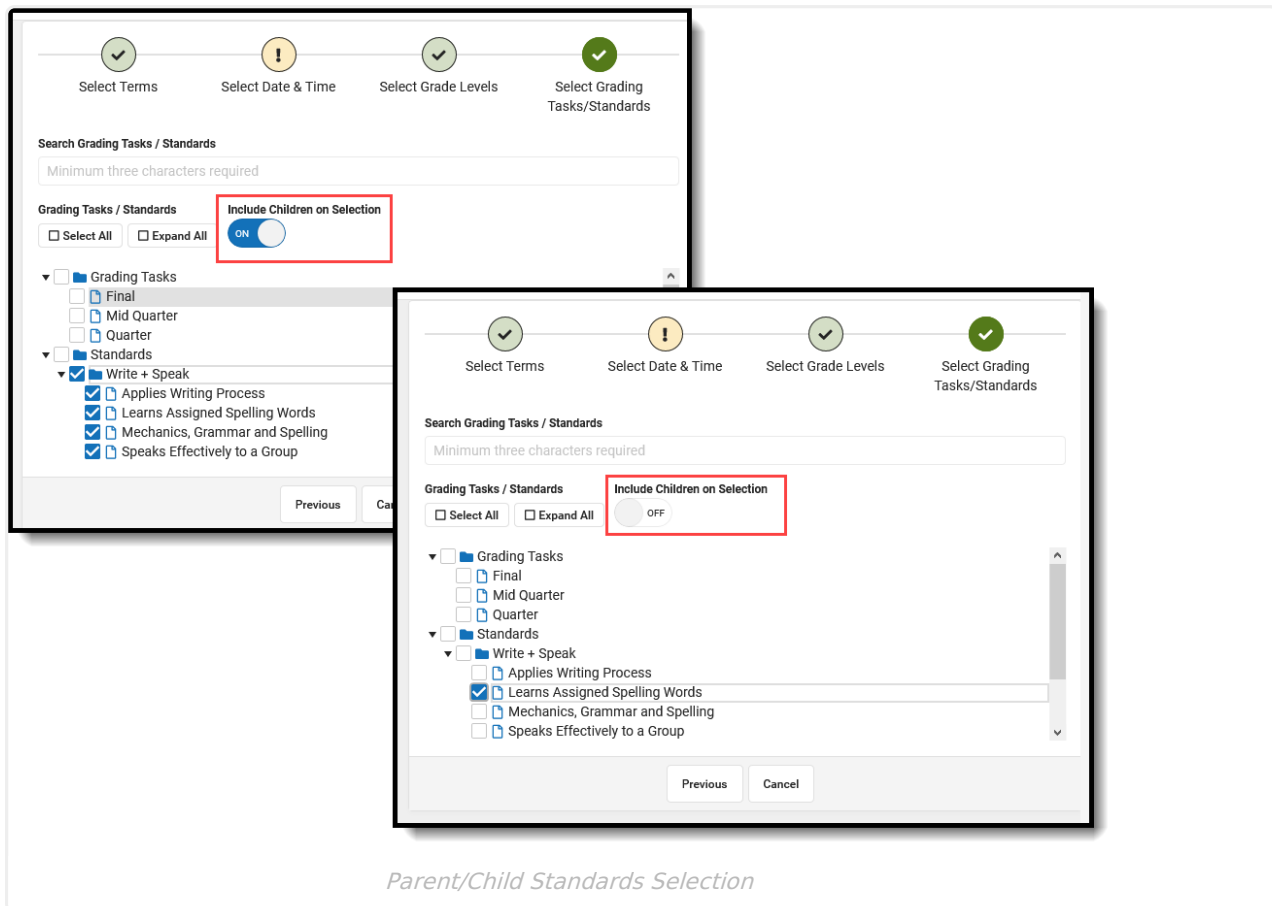 Select Terms
Select Date & Time
Select Grade Levels
Select Grading
Tasks/Standards
Search Grading Tasks / Standards
Minimum three characters required
Grading Tasks / Standards
Include Children on Selection
Select All
Expand All
ON
Grading Tasks
Final
Mid Quarter
Quarter
Standards
Write + Speak
Applies Writing Process
Learns Assigned Spelling Words
Mechanics, Grammar and Spelling
Speaks Effectively to a Group
Previous
Select Terms
Select Date & Time
Select Grade Levels
Select Grading
Tasks/Standards
Search Grading Tasks / Standards
Minimum three characters required
Grading Tasks / Standards
Include Children on Selection
Select All
Expand All
OFF
Grading Tasks
Final
Mid Quarter
Quarter
Standards
Write + Speak
Applies Writing Process
Learns Assigned Spelling Words
Mechanics, Grammar and Spelling
Speaks Effectively to a Group
Previous
Cancel
Parent/Child Standards Selection